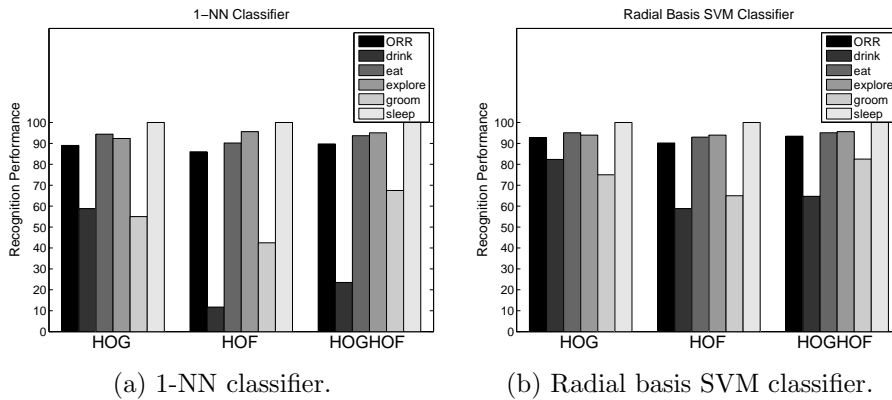 1−NN Classifier
ORR
drink
eat
explore
groom
sleep
Recognition Performance
100
90
80
70
60
50
40
30
20
10
0
HOG HOF HOGHOF
(a) 1-NN classifier.
Radial Basis SVM Classifier
ORR
drink
eat
explore
groom
sleep
Recognition Performance
100
90
80
70
60
50
40
30
20
10
0
HOG HOF HOGHOF
(b) Radial basis SVM classifier.